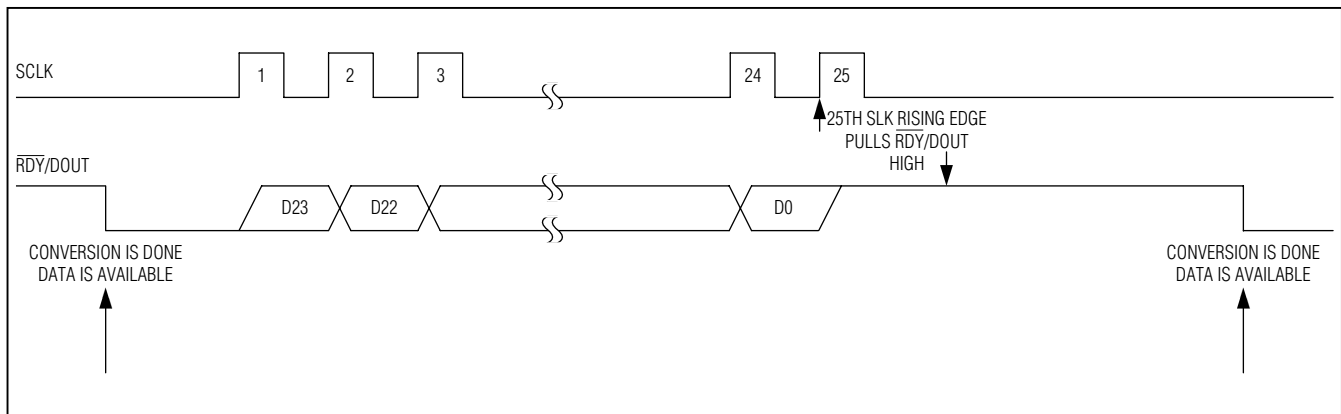 SCLK
1
2
3
24
25
25TH SLK RISING EDGE
PULLS RDY/DOUT
HIGH
RDY/DOUT
D23
D22
D0
CONVERSION IS DONE
DATA IS AVAILABLE
CONVERSION IS DONE
DATA IS AVAILABLE